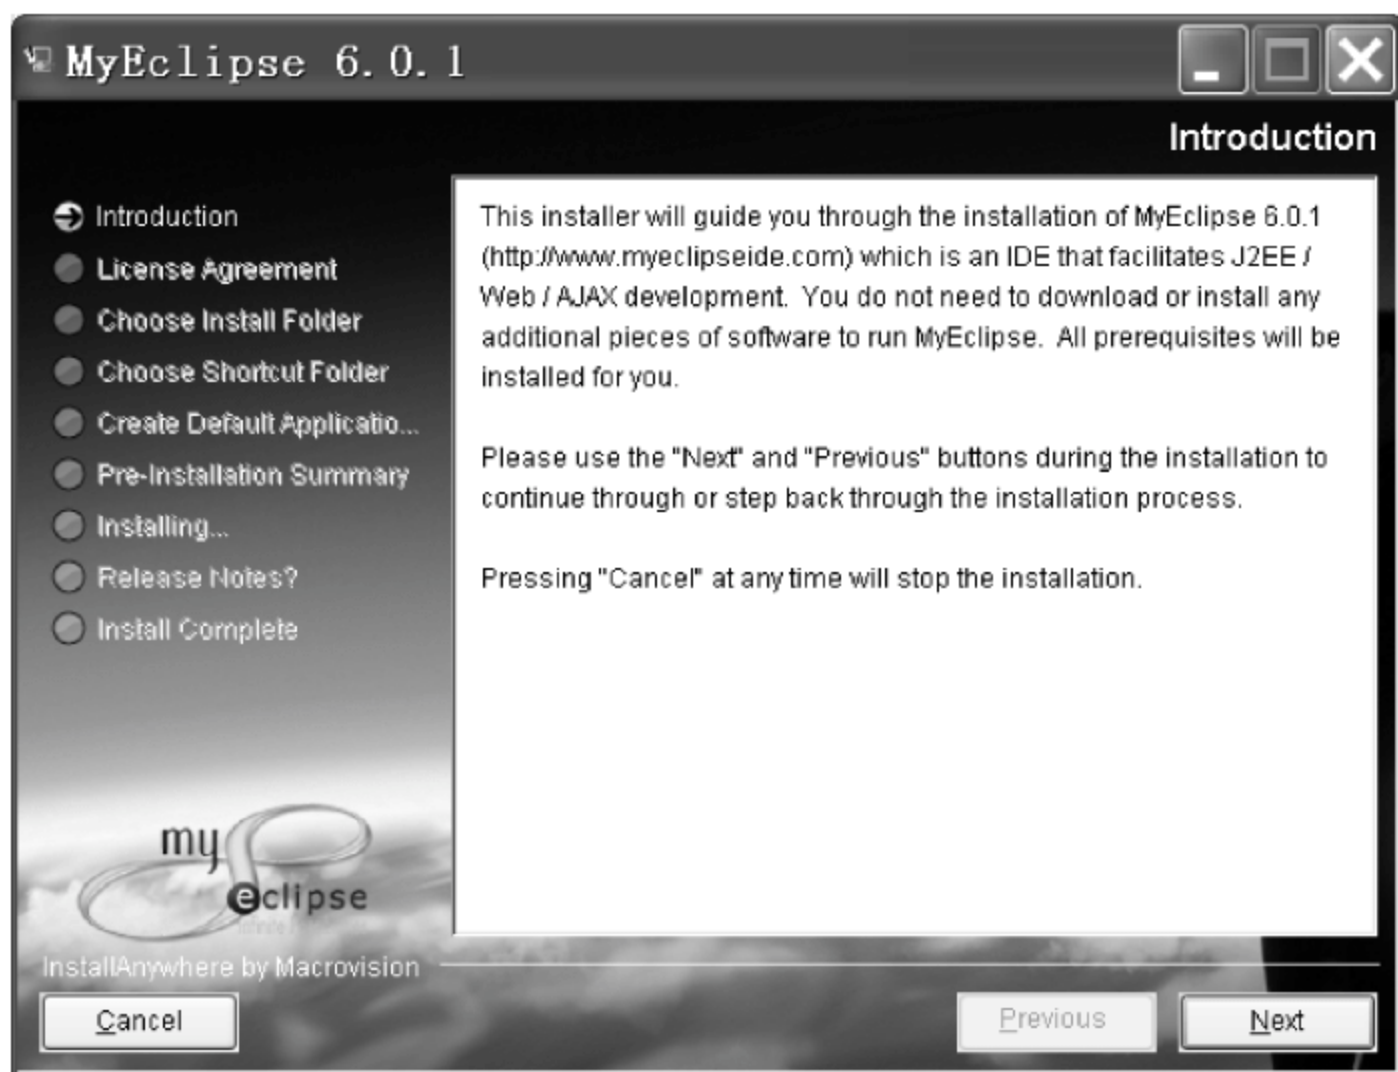 MyEclipse 6.0.1
Introduction
Introduction
License Agreement
Choose Install Folder
Choose Shortcut Folder
Create Default Applicatio...
Pre-Installation Summary
Installing...
Release Notes?
Install Complete
This installer will guide you through the installation of MyEclipse 6.0.1
(http://www.myeclipseide.com) which is an IDE that facilitates J2EE /
Web / AJAX development.  You do not need to download or install any
additional pieces of software to run MyEclipse.  All prerequisites will be
installed for you.
Please use the "Next" and "Previous" buttons during the installation to
continue through or step back through the installation process.
Pressing "Cancel" at any time will stop the installation.
my
eclipse
InstallAnywhere by Macrovision
Cancel
Previous
Next